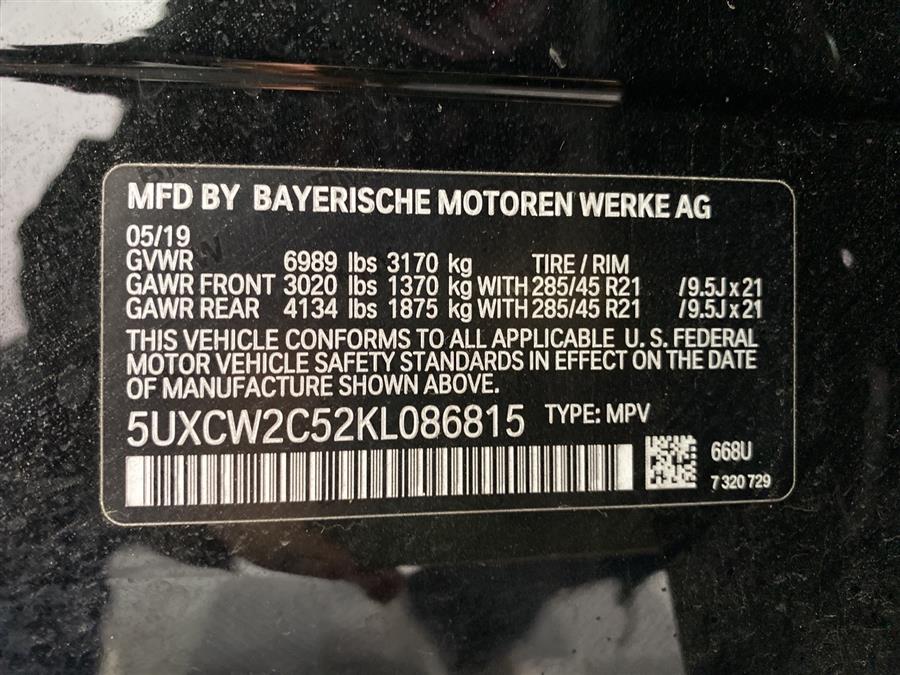 MFD BY BAYERISCHE MOTOREN WERKE AG
05/19
GVWR 6989 lbs 3170 kg TIRE / RIM
GAWR FRONT 3020 lbs 1370 kg WITH 285/45 R21 /9.5J x 21
GAWR REAR 4134 lbs 1875 kg WITH 285/45 R21 /9.5J x 21
THIS VEHICLE CONFORMS TO ALL APPLICABLE U. S. FEDERAL
MOTOR VEHICLE SAFETY STANDARDS IN EFFECT ON THE DATE
OF MANUFACTURE SHOWN ABOVE.
5UXCW2C52KL086815 TYPE: MPV
668U
7 320 729